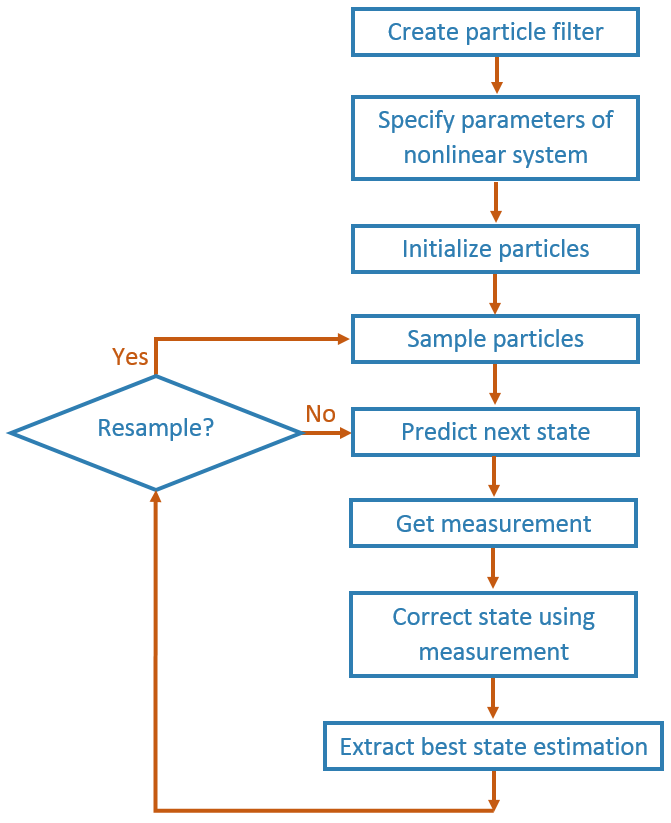 Create particle filter
Specify parameters of
nonlinear system
Initialize particles
Sample particles
Yes
Resample?
No
Predict next state
Get measurement
Correct state using
measurement
Extract best state estimation